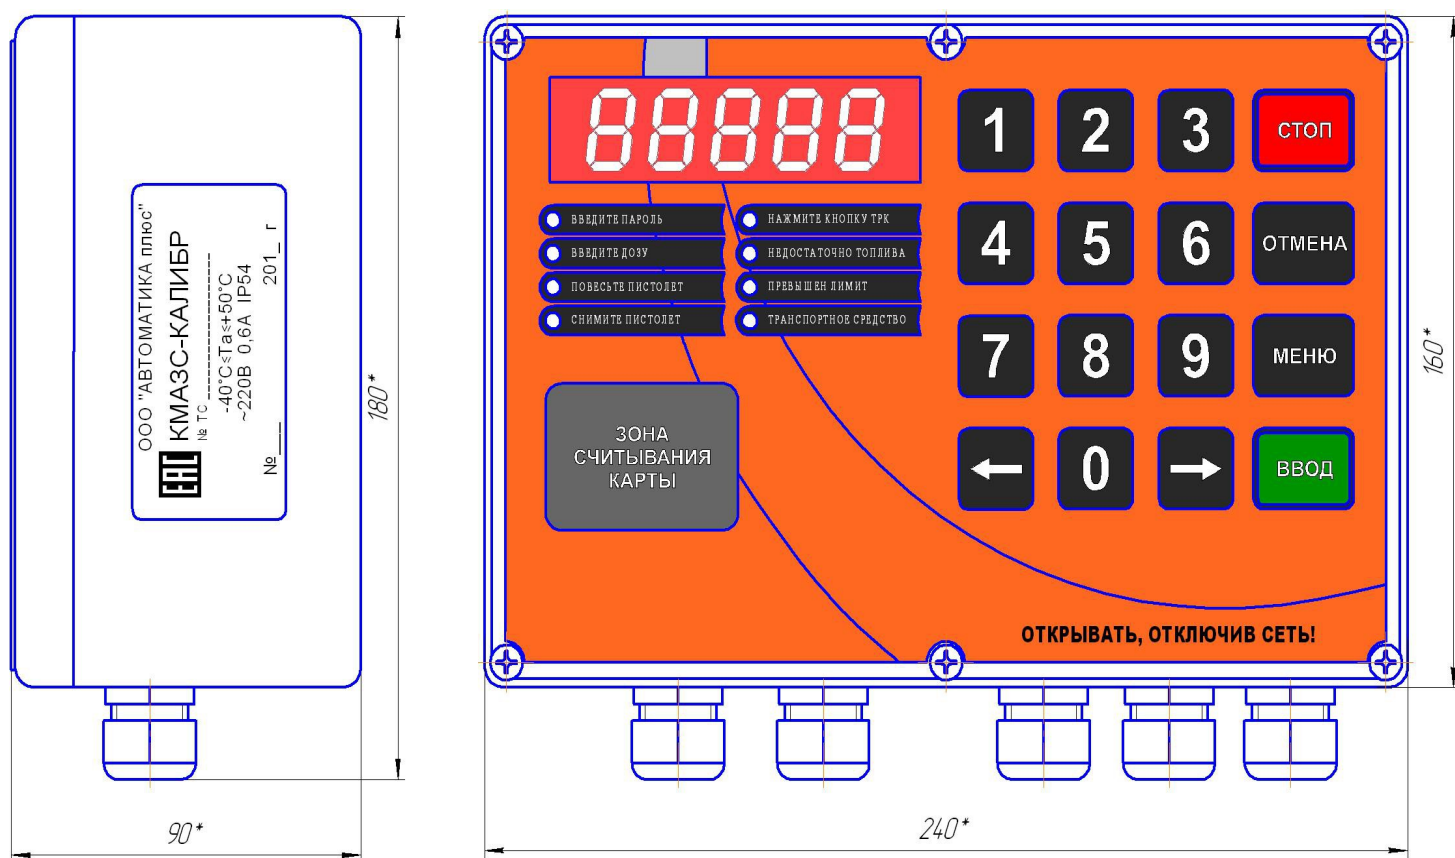 ООО "АВТОМАТИКА плюс"
КМАЗС-КАЛИБР
№ ТС ____________
-40°C≤Ta≤+50°C
~220В 0,6А IP54
№___ 201_ г
EAC
180*
90*
88888
ВВЕДИТЕ ПАРОЛЬ
ВВЕДИТЕ ДОЗУ
ПОВЕСЬТЕ ПИСТОЛЕТ
СНИМИТЕ ПИСТОЛЕТ
НАЖМИТЕ КНОПКУ ТРК
НЕДОСТАТОЧНО ТОПЛИВА
ПРЕВЫШЕН ЛИМИТ
ТРАНСПОРТНОЕ СРЕДСТВО
ЗОНА
СЧИТЫВАНИЯ
КАРТЫ
1 2 3 СТОП
4 5 6 ОТМЕНА
7 8 9 МЕНЮ
← 0 → ВВОД
ОТКРЫВАТЬ, ОТКЛЮЧИВ СЕТЬ!
160*
240*